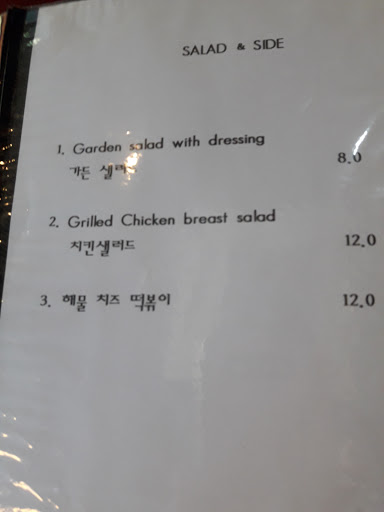 SALAD & SIDE
1. Garden salad with dressing
가든 8.0
2. Grilled Chicken breast salad
치킨샐러드 12.0
3. 해물 치즈 떡볶이 12.0